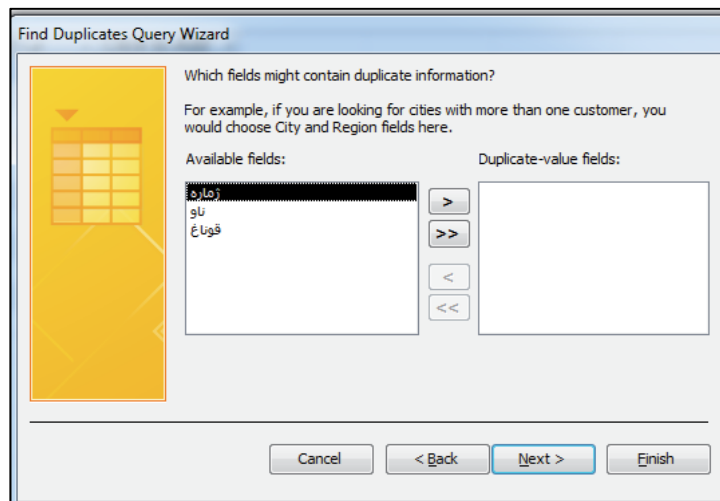 Find Duplicates Query Wizard
Which fields might contain duplicate information?
For example, if you are looking for cities with more than one customer, you
would choose City and Region fields here.
Available fields:
Duplicate-value fields:
ژماره
ناو
قوناغ
>
>>
<
<<
Cancel
< Back
Next >
Finish